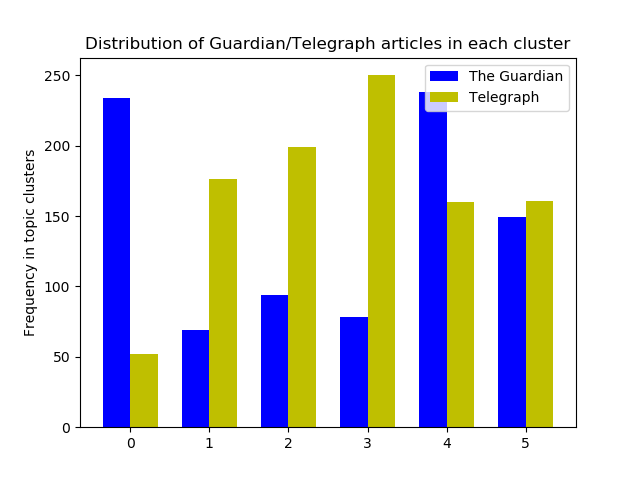 Distribution of Guardian/Telegraph articles in each cluster
The Guardian
Telegraph
Frequency in topic clusters
250
200
150
100
50
0
0 1 2 3 4 5